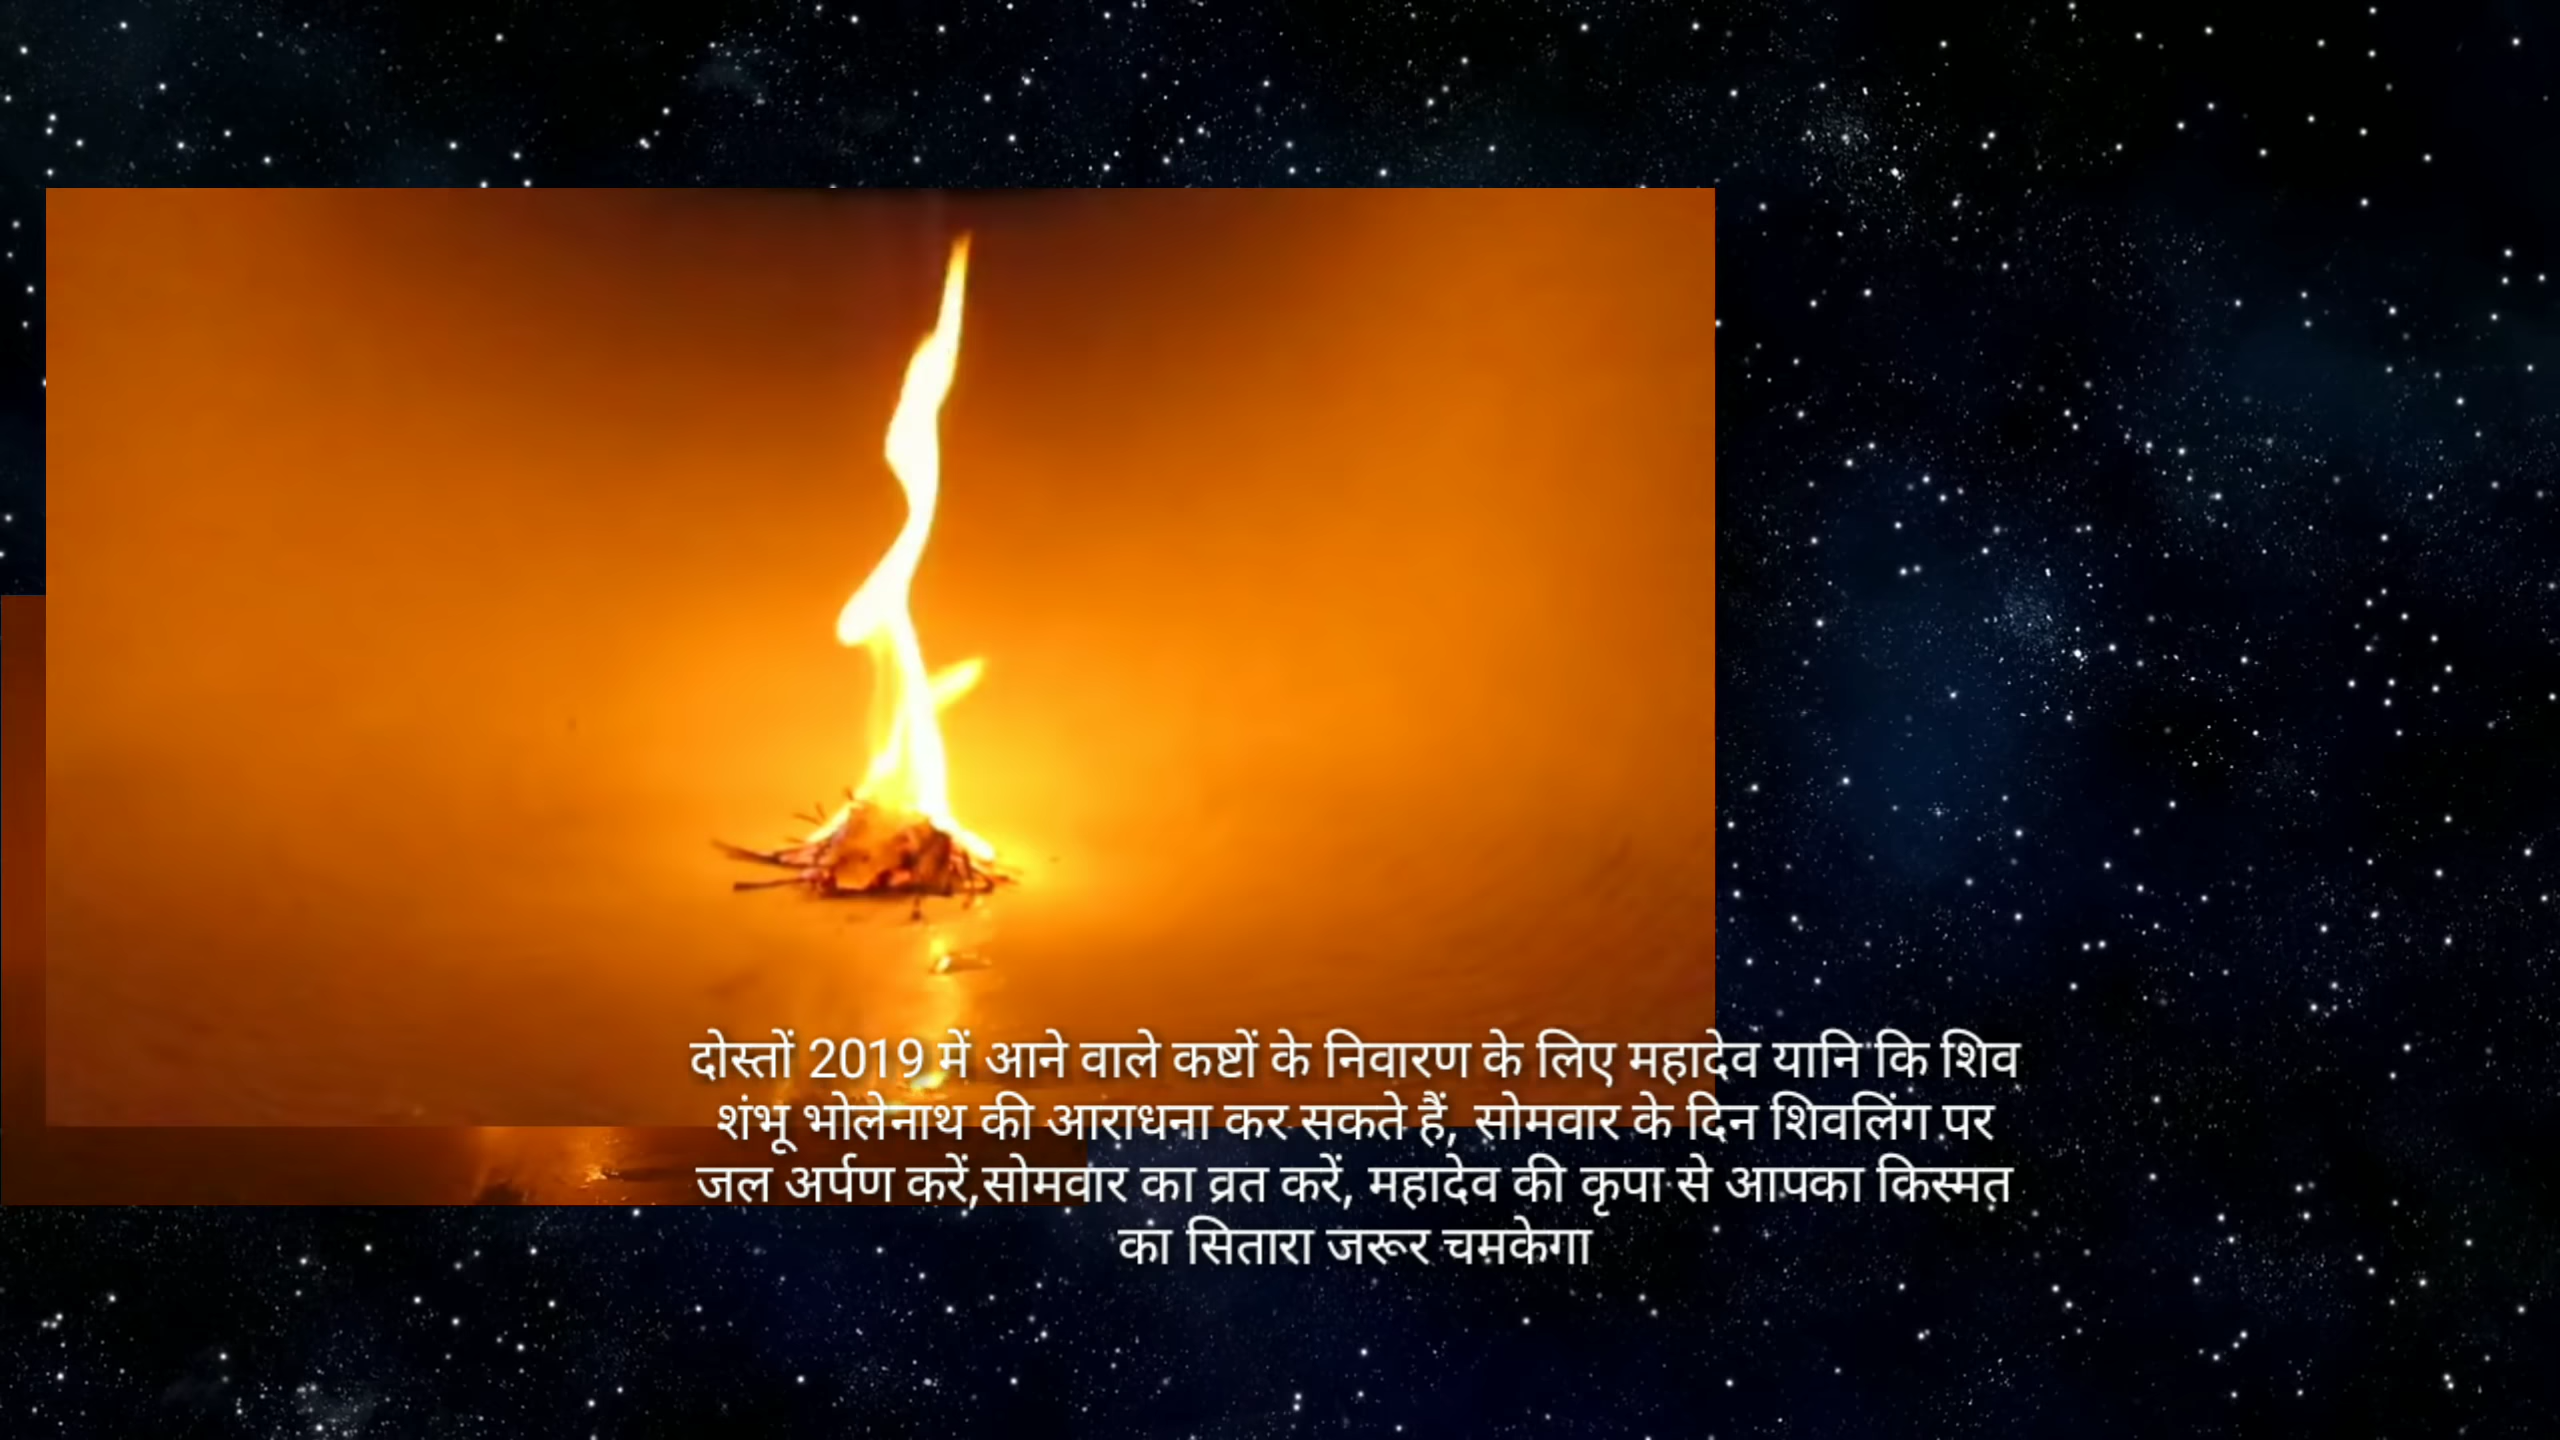 दोस्तों 2019 में आने वाले कष्टों के निवारण के लिए महादेव यानि कि शिव
शंभू भोलेनाथ की आराधना कर सकते हैं, सोमवार के दिन शिवलिंग पर
जल अर्पण करें,सोमवार का व्रत करें, महादेव की कृपा से आपका किस्मत
का सितारा जरूर चमकेगा